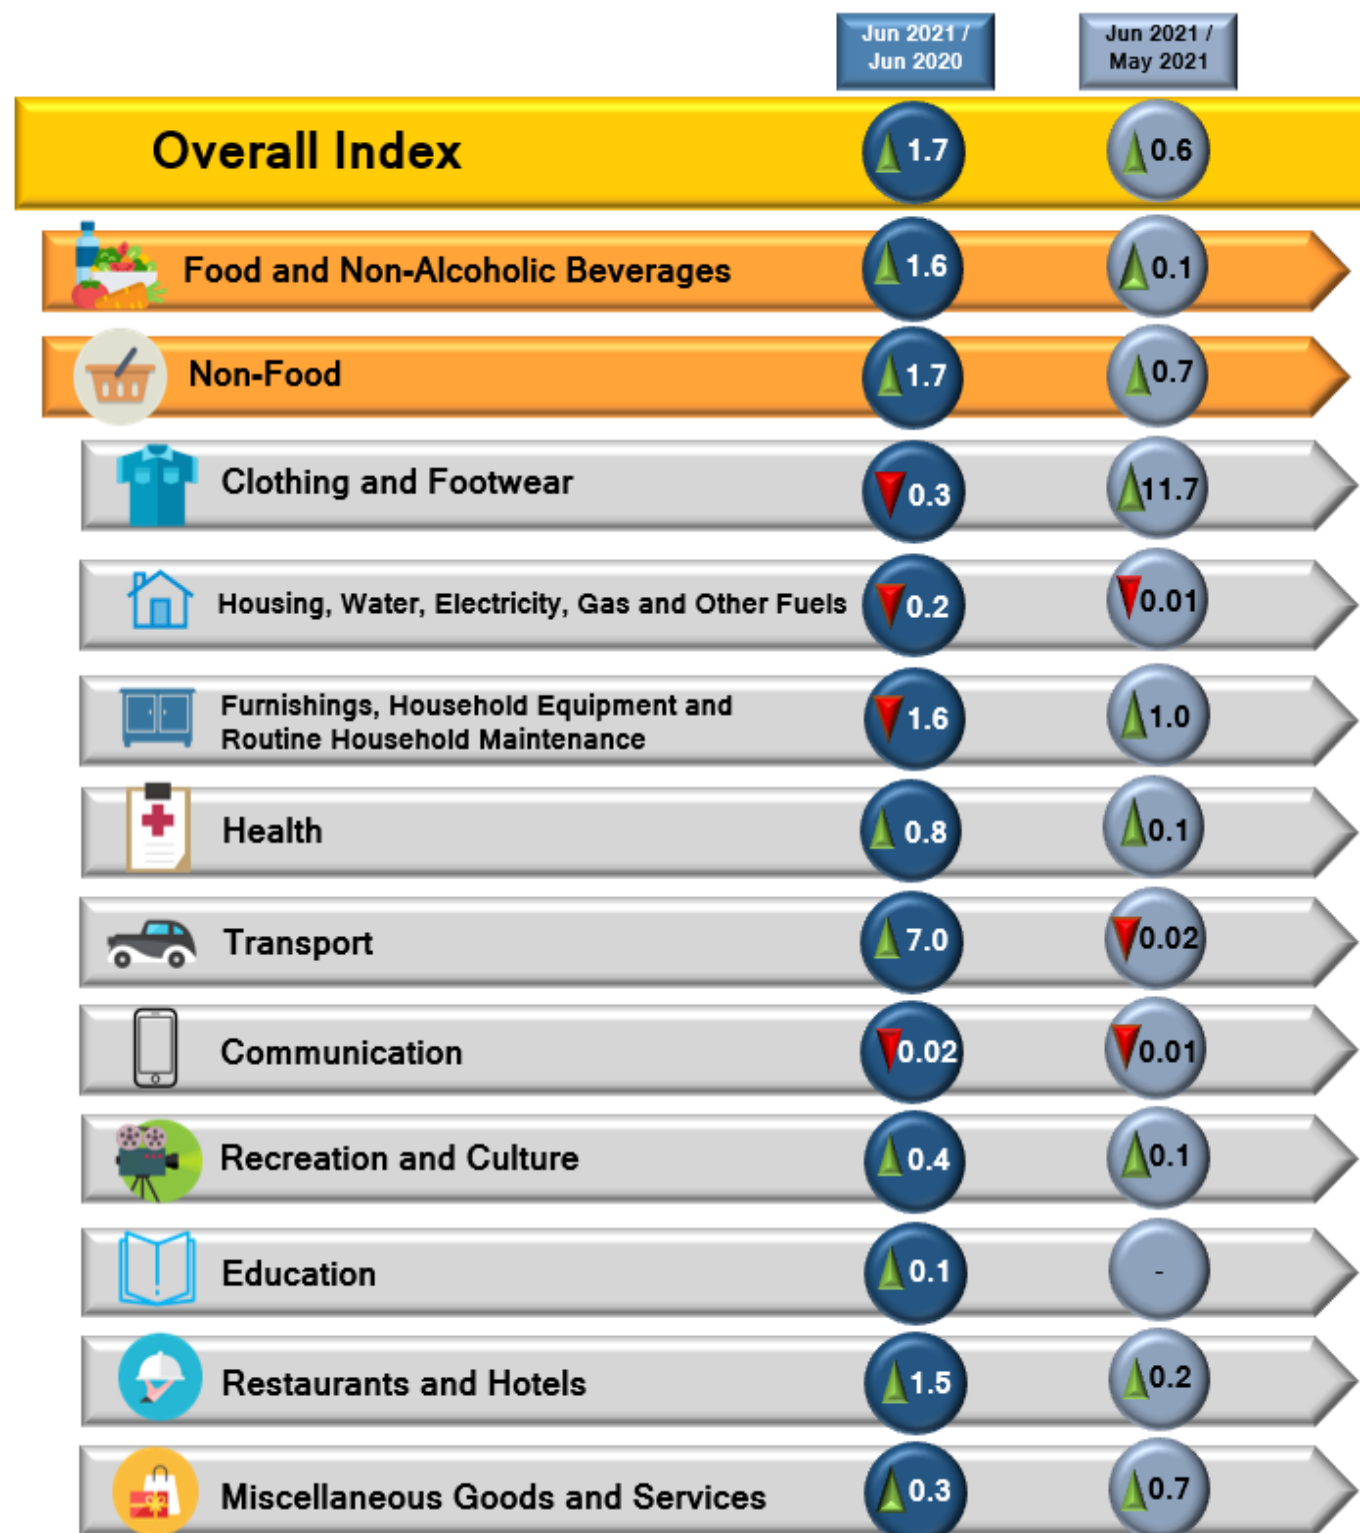 Jun 2021 /
Jun 2020
Jun 2021 /
May 2021
Overall Index 1.7 0.6
Food and Non-Alcoholic Beverages 1.6 0.1
Non-Food 1.7 0.7
Clothing and Footwear 0.3 11.7
Housing, Water, Electricity, Gas and Other Fuels 0.2 0.01
Furnishings, Household Equipment and
Routine Household Maintenance 1.6 1.0
Health 0.8 0.1
Transport 7.0 0.02
Communication 0.02 0.01
Recreation and Culture 0.4 0.1
Education 0.1 -
Restaurants and Hotels 1.5 0.2
Miscellaneous Goods and Services 0.3 0.7